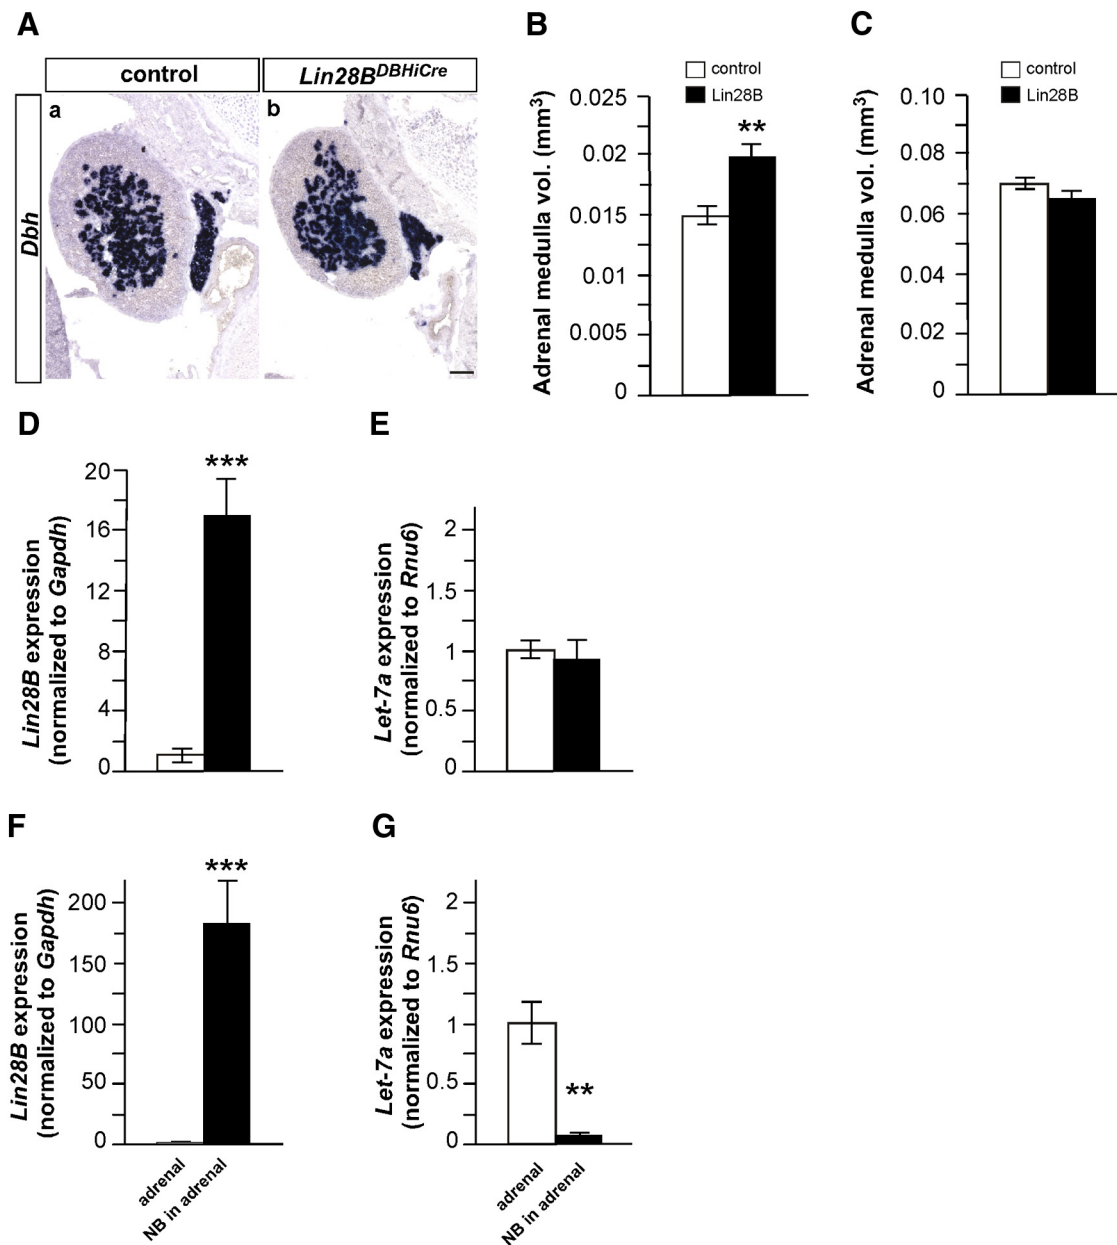 A
control
Lin28B^DBHiCre
Dbh
a
b
B
control
Lin28B
Adrenal medulla vol. (mm³)
0.025
0.02
0.015
0.01
0.005
0
**
C
control
Lin28B
Adrenal medulla vol. (mm³)
0.10
0.08
0.06
0.04
0.02
0
D
Lin28B expression
(normalized to Gapdh)
20
16
12
8
4
0
***
E
Let-7a expression
(normalized to Rnu6)
2
1.5
1
0.5
0
F
Lin28B expression
(normalized to Gapdh)
200
150
100
50
0
***
adrenal
NB in adrenal
G
Let-7a expression
(normalized to Rnu6)
2
1.5
1
0.5
0
**
adrenal
NB in adrenal